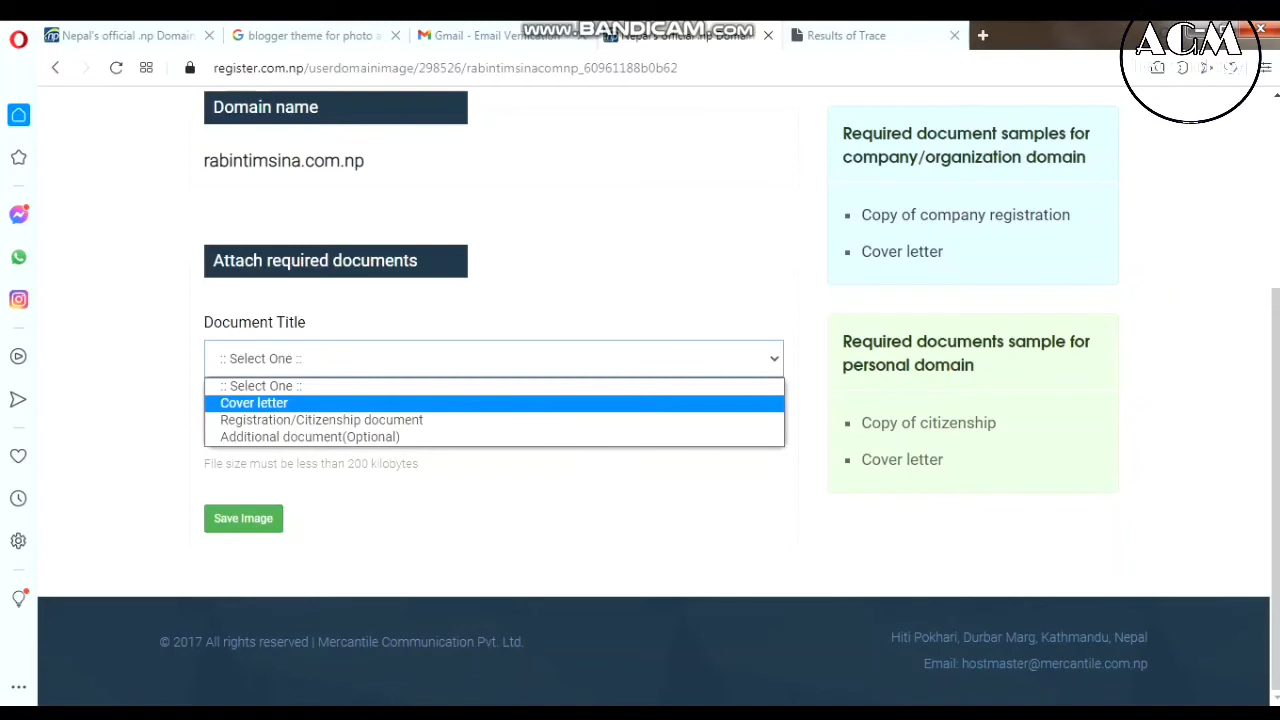 www.BANDICAM.com
Nepal's official .np Domain
blogger theme for photo a
Gmail - Email Verification
Nepal's official .np Domain
Results of Trace
ACM
register.com.np/userdomainimage/298526/rabintimsinacomnp_60961188b0b62
Domain name
rabintimsina.com.np
Attach required documents
Document Title
:: Select One ::
:: Select One ::
Cover letter
Registration/Citizenship document
Additional document(Optional)
File size must be less than 200 kilobytes
Save Image
Required document samples for
company/organization domain
Copy of company registration
Cover letter
Required documents sample for
personal domain
Copy of citizenship
Cover letter
© 2017 All rights reserved | Mercantile Communication Pvt. Ltd.
Hiti Pokhari, Durbar Marg, Kathmandu, Nepal
Email: hostmaster@mercantile.com.np